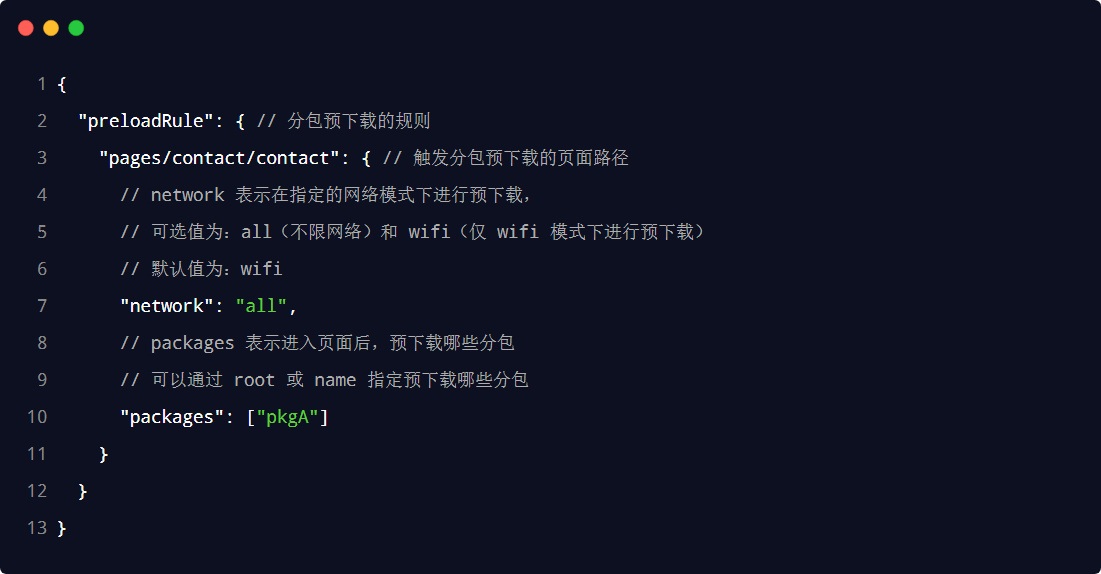 1 {
2 "preloadRule": { // 分包预下载的规则
3 "pages/contact/contact": { // 触发分包预下载的页面路径
4 // network 表示在指定的网络模式下进行预下载，
5 // 可选值为：all（不限网络）和 wifi（仅 wifi 模式下进行预下载）
6 // 默认值为：wifi
7 "network": "all",
8 // packages 表示进入页面后，预下载哪些分包
9 // 可以通过 root 或 name 指定预下载哪些分包
10 "packages": ["pkgA"]
11 }
12 }
13 }